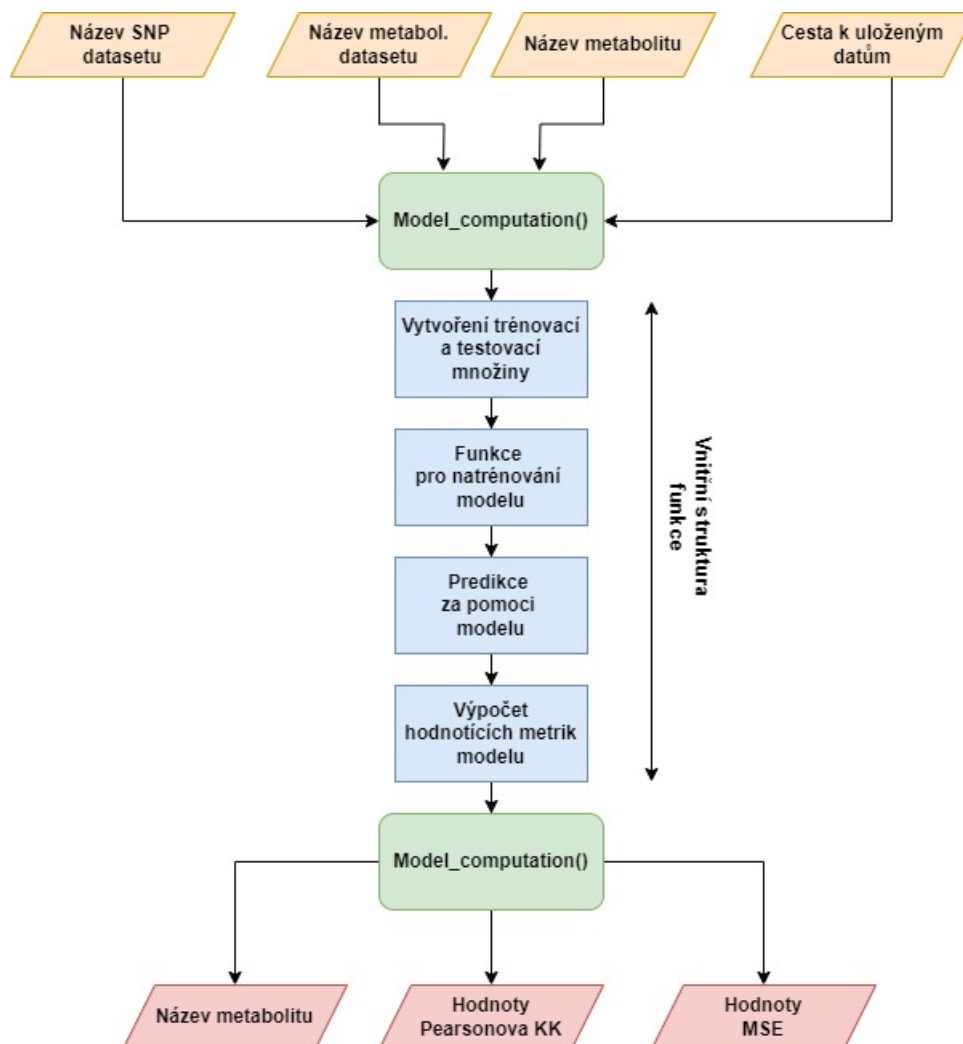 Název SNP
datasetu
Název metabol.
datasetu
Název metabolitu
Cesta k uloženým
datům
Model_computation()
Vytvoření trénovací
a testovací
množiny
Funkce
pro natrénování
modelu
Predikce
za pomoci
modelu
Výpočet
hodnotících metrik
modelu
Vnitřní struktura
funkce
Model_computation()
Název metabolitu
Hodnoty
Pearsonova KK
Hodnoty
MSE